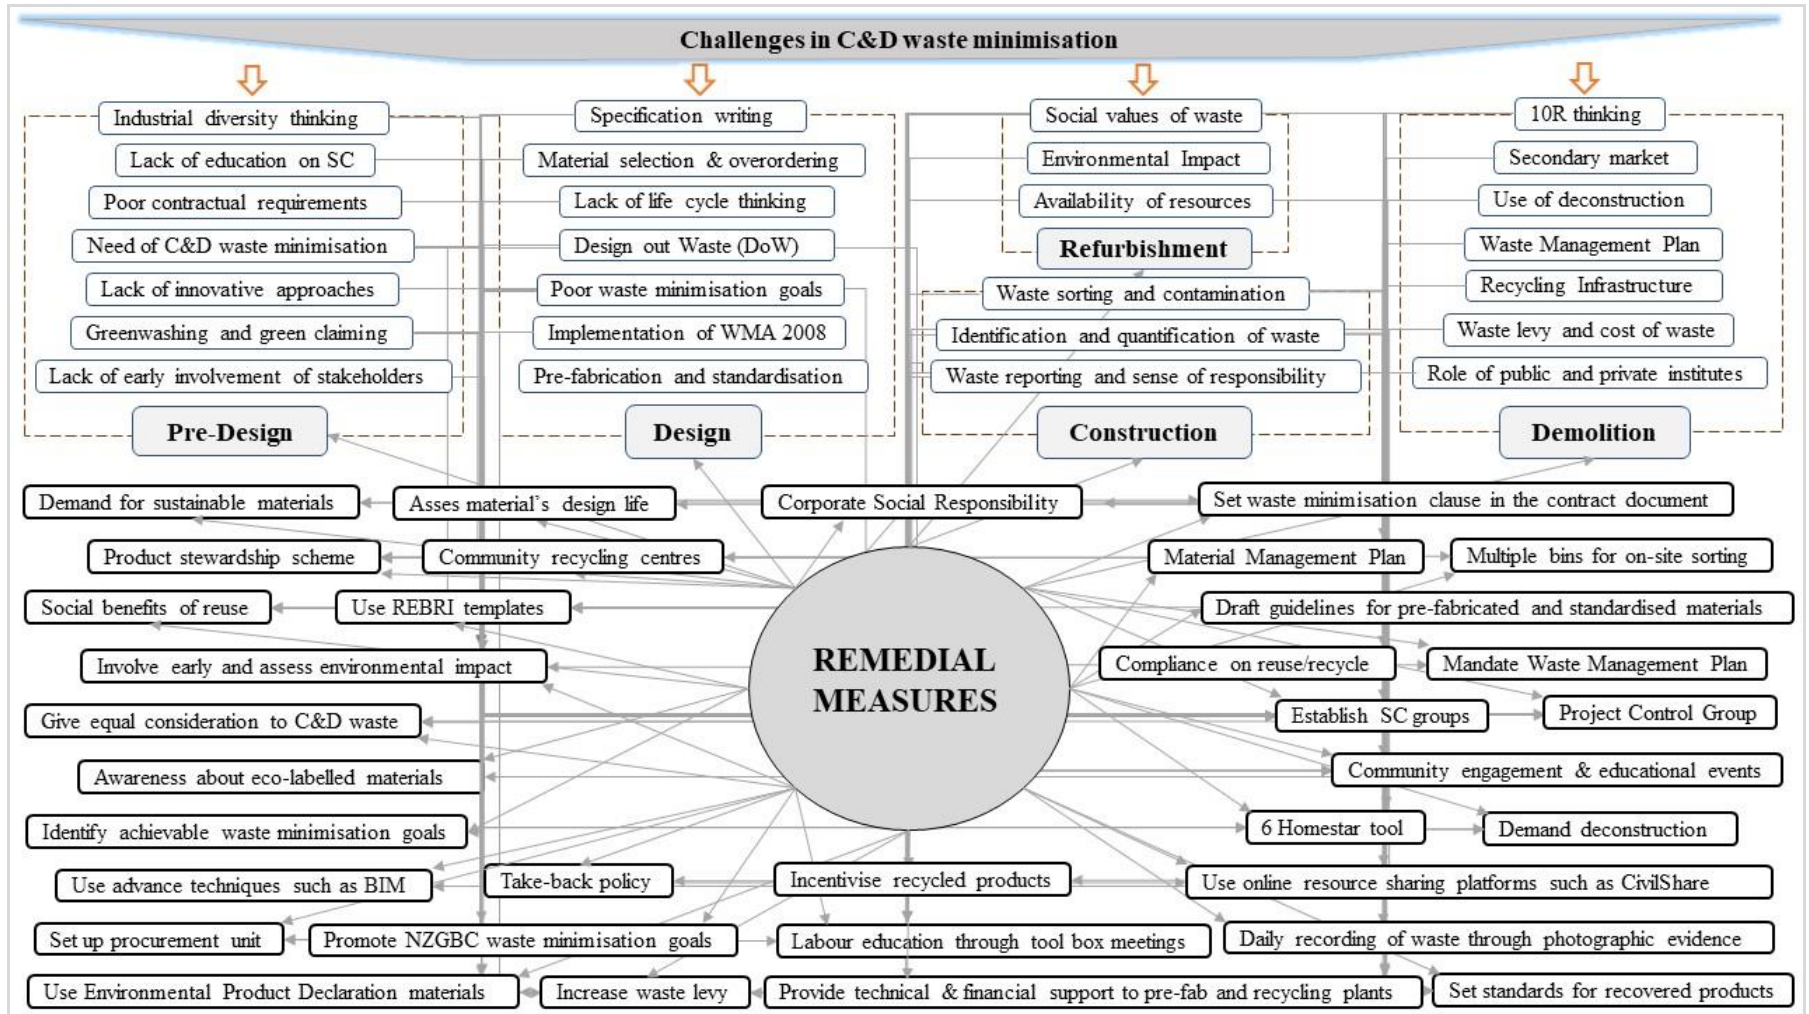 Challenges in C&D waste minimisation
Industrial diversity thinking
Lack of education on SC
Poor contractual requirements
Need of C&D waste minimisation
Lack of innovative approaches
Greenwashing and green claiming
Lack of early involvement of stakeholders
Pre-Design
Specification writing
Material selection & overordering
Lack of life cycle thinking
Design out Waste (DoW)
Poor waste minimisation goals
Implementation of WMA 2008
Pre-fabrication and standardisation
Design
Social values of waste
Environmental Impact
Availability of resources
Refurbishment
Waste sorting and contamination
Identification and quantification of waste
Waste reporting and sense of responsibility
Construction
10R thinking
Secondary market
Use of deconstruction
Waste Management Plan
Recycling Infrastructure
Waste levy and cost of waste
Role of public and private institutes
Demolition
Demand for sustainable materials
Asses material's design life
Corporate Social Responsibility
Set waste minimisation clause in the contract document
Product stewardship scheme
Community recycling centres
Material Management Plan
Multiple bins for on-site sorting
Social benefits of reuse
Use REBRI templates
Draft guidelines for pre-fabricated and standardised materials
REMEDIAL
MEASURES
Involve early and assess environmental impact
Compliance on reuse/recycle
Mandate Waste Management Plan
Give equal consideration to C&D waste
Establish SC groups
Project Control Group
Awareness about eco-labelled materials
Community engagement & educational events
Identify achievable waste minimisation goals
6 Homestar tool
Demand deconstruction
Use advance techniques such as BIM
Take-back policy
Incentivise recycled products
Use online resource sharing platforms such as CivilShare
Set up procurement unit
Promote NZGBC waste minimisation goals
Labour education through tool box meetings
Daily recording of waste through photographic evidence
Use Environmental Product Declaration materials
Increase waste levy
Provide technical & financial support to pre-fab and recycling plants
Set standards for recovered products